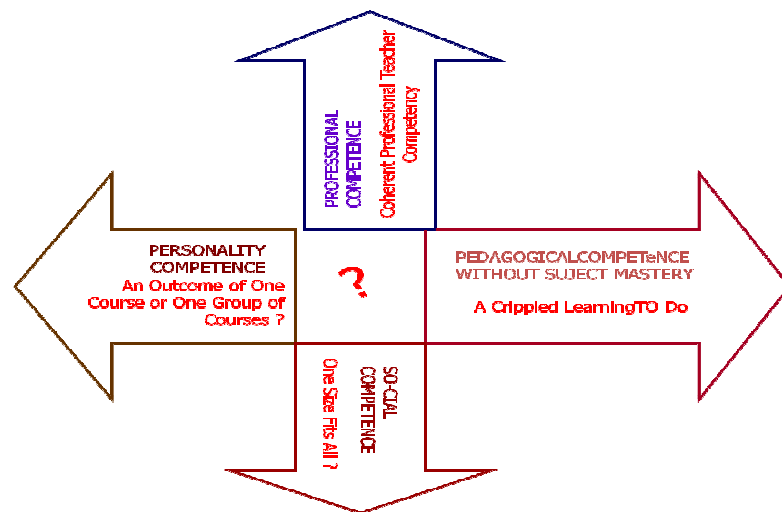 PROFESSIONAL
COMPETENCE
Coherent Professional Teacher
Competency
PERSONALITY
COMPETENCE
An Outcome of One
Course or One Group of
Courses ?
?
PEDAGOGICALCOMPETeNCE
WITHOUT SUJECT MASTERY
A Crippled LearningTO Do
SO-CIAL
COMPETENCE
One Size Fits All ?